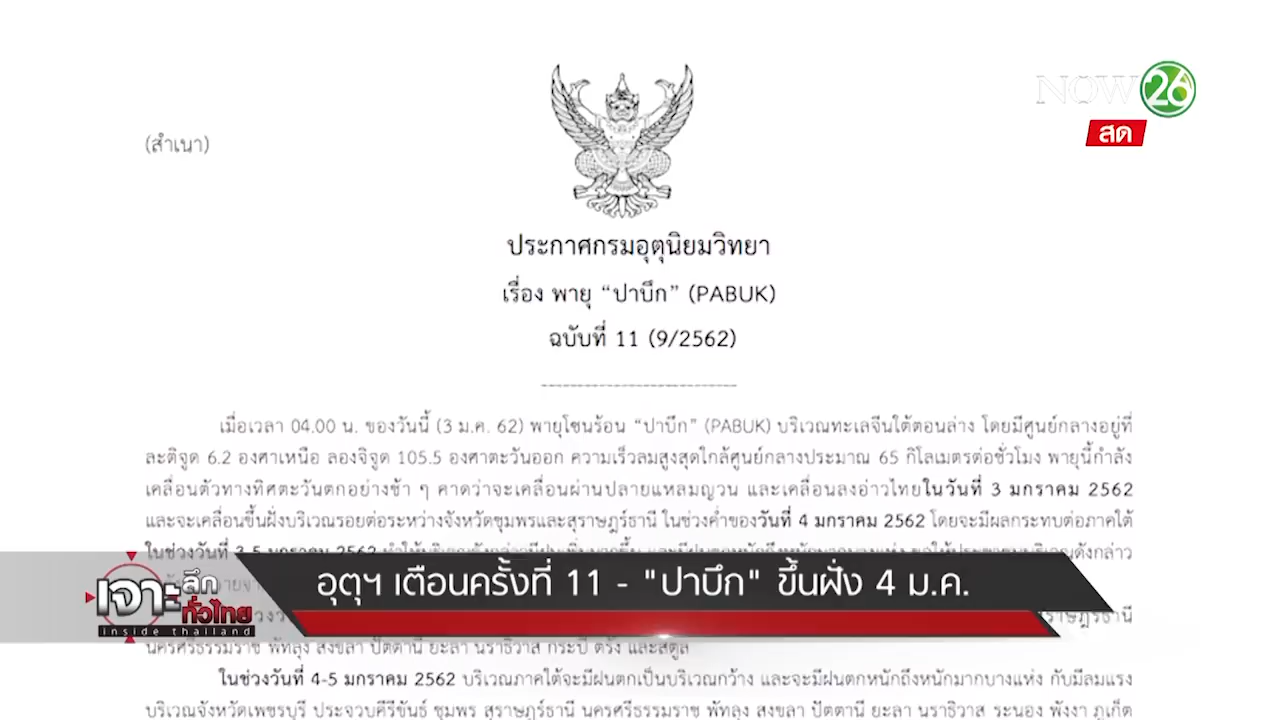 NOW 26
สด
(สำเนา)
ประกาศกรมอุตุนิยมวิทยา
เรื่อง พายุ “ปาบึก” (PABUK)
ฉบับที่ 11 (9/2562)
เมื่อเวลา 04.00 น. ของวันนี้ (3 ม.ค. 62) พายุโซนร้อน “ปาบึก” (PABUK) บริเวณทะเลจีนใต้ตอนล่าง โดยมีศูนย์กลางอยู่ที่
ละติจูด 6.2 องศาเหนือ ลองจิจูด 105.5 องศาตะวันออก ความเร็วลมสูงสุดใกล้ศูนย์กลางประมาณ 65 กิโลเมตรต่อชั่วโมง พายุนี้กำลัง
เคลื่อนตัวทางทิศตะวันตกอย่างช้า ๆ คาดว่าจะเคลื่อนผ่านปลายแหลมญวน และเคลื่อนลงอ่าวไทยในวันที่ 3 มกราคม 2562
และจะเคลื่อนขึ้นฝั่งบริเวณรอยต่อระหว่างจังหวัดชุมพรและสุราษฎร์ธานี ในช่วงค่ำของวันที่ 4 มกราคม 2562 โดยจะมีผลกระทบต่อภาคใต้
ในช่วงวันที่ 3-5 มกราคม 2562
เจาะลึกทั่วไทย
inside thailand
อุตุฯ เตือนครั้งที่ 11 - "ปาบึก" ขึ้นฝั่ง 4 ม.ค.
นครศรีธรรมราช พัทลุง สงขลา ปัตตานี ยะลา นราธิวาส กระบี่ ตรัง และสตูล
ในช่วงวันที่ 4-5 มกราคม 2562 บริเวณภาคใต้จะมีฝนตกเป็นบริเวณกว้าง และจะมีฝนตกหนักถึงหนักมากบางแห่ง กับมีลมแรง
บริเวณจังหวัดเพชรบุรี ประจวบคีรีขันธ์ ชุมพร สุราษฎร์ธานี นครศรีธรรมราช พัทลุง สงขลา ปัตตานี ยะลา นราธิวาส ระนอง พังงา ภูเก็ต